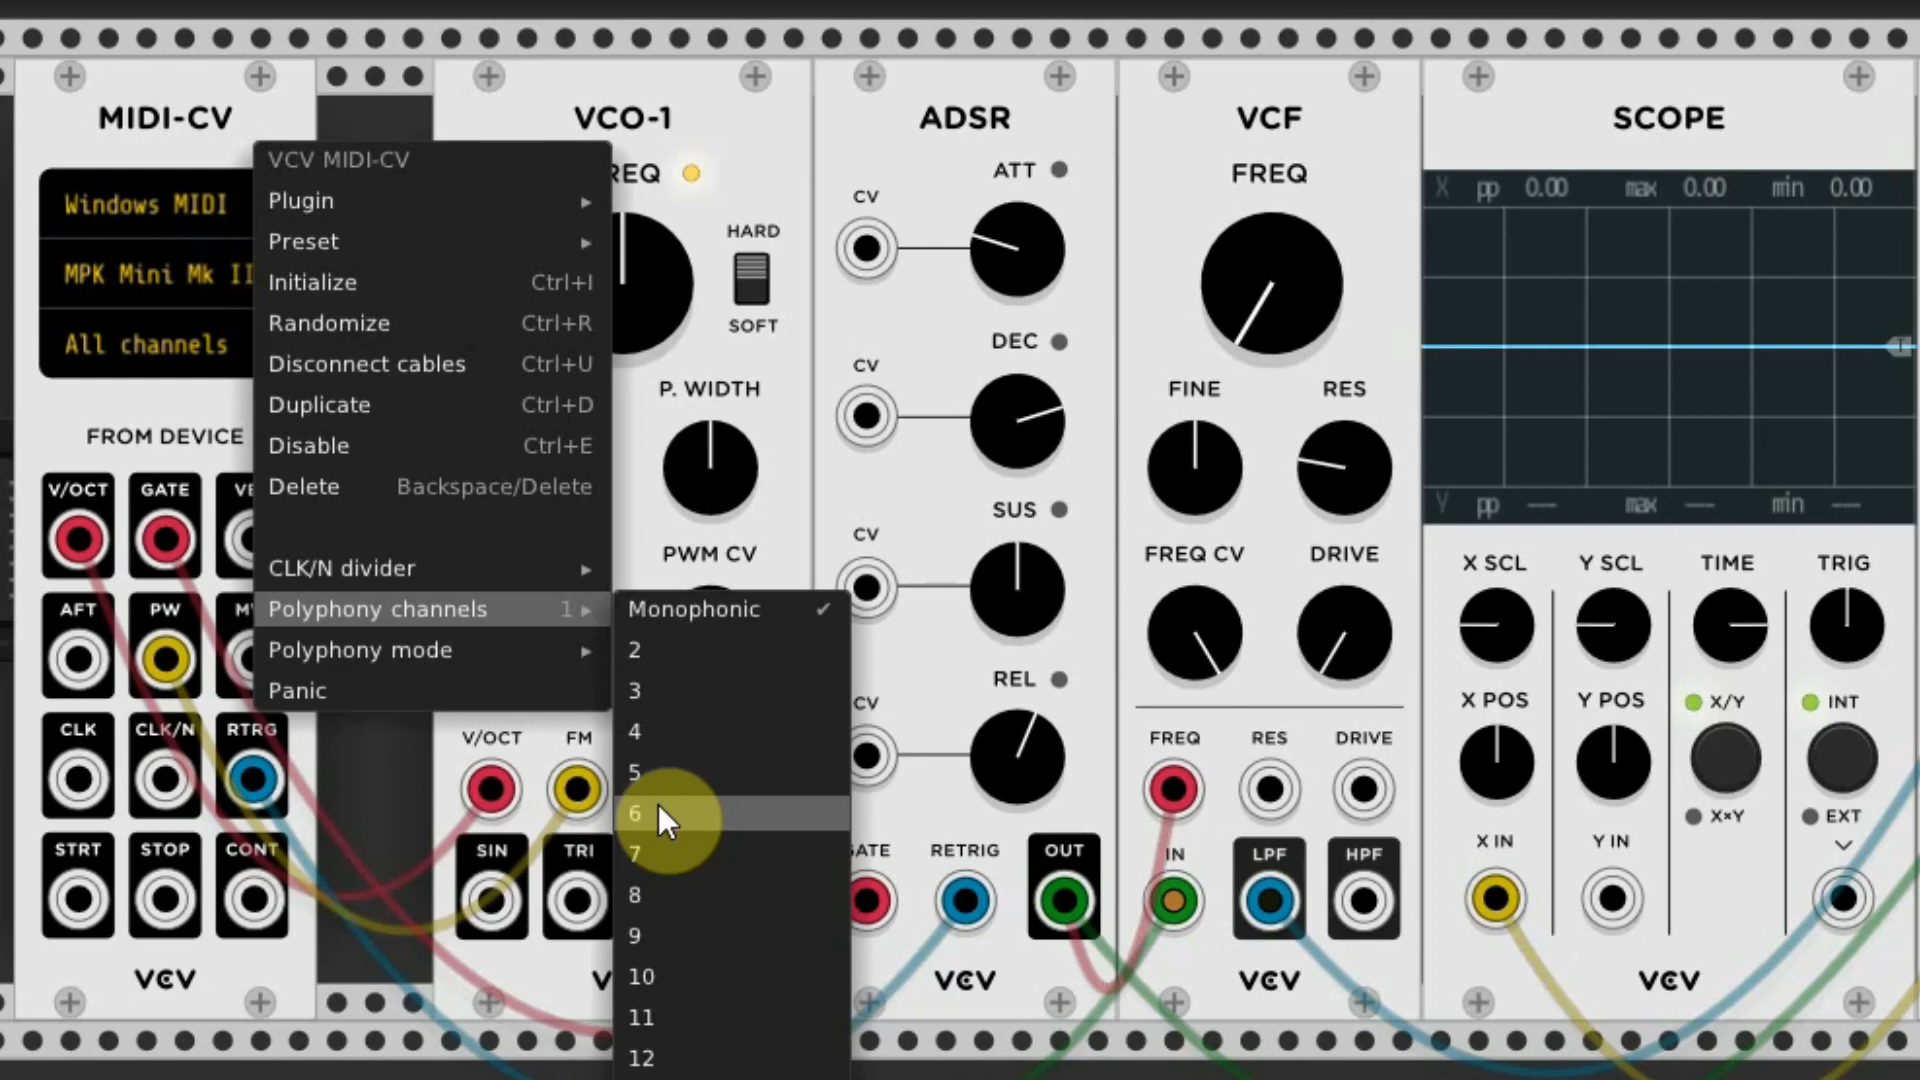 MIDI-CV
Windows MIDI
MPK Mini Mk II
All channels
FROM DEVICE
V/OCT GATE
AFT PW
CLK CLK/N RTRG
STRT STOP CONT
VCV
VCV MIDI-CV
Plugin
Preset
Initialize Ctrl+I
Randomize Ctrl+R
Disconnect cables Ctrl+U
Duplicate Ctrl+D
Disable Ctrl+E
Delete Backspace/Delete
CLK/N divider
Polyphony channels 1
Polyphony mode
Panic
Monophonic ✔
2
3
4
5
6
7
8
9
10
11
12
VCO-1
HARD
SOFT
P. WIDTH
PWM CV
V/OCT FM
SIN TRI
ADSR
ATT
CV
DEC
CV
SUS
CV
REL
CV
RETRIG OUT
VCV
VCF
FREQ
FINE RES
FREQ CV DRIVE
FREQ RES DRIVE
IN LPF HPF
VCV
SCOPE
X pp 0.00 max 0.00 min 0.00
T
Y pp --- max --- min ---
X SCL Y SCL TIME TRIG
X POS Y POS X/Y INT
X×Y EXT
X IN Y IN
VCV